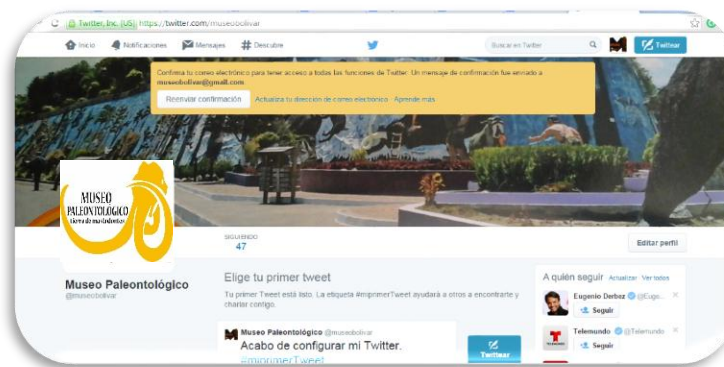 Twitter, Inc. [US] https://twitter.com/museobolivar
Inicio Notificaciones Mensajes # Descubre Buscar en Twitter Twittear
Confirma tu correo electrónico para tener acceso a todas las funciones de Twitter. Un mensaje de confirmación fue enviado a
museobolivar@gmail.com.
Reenviar confirmación Actualiza tu dirección de correo electrónico · Aprende más
MUSEO
PALEONTOLÓGICO
tierra de mastodontes
SIGUIENDO
47
Editar perfil
Museo Paleontológico
@museobolivar
Elige tu primer tweet
Tu primer Tweet está listo. La etiqueta #miprimerTweet ayudará a otros a encontrarte y
charlar contigo.
Museo Paleontológico @museobolivar
Acabo de configurar mi Twitter.
#miprimerTweet
Twittear
A quién seguir Actualizar · Ver todos
Eugenio Derbez @Euge...
Seguir
Telemundo @Telemundo
Seguir